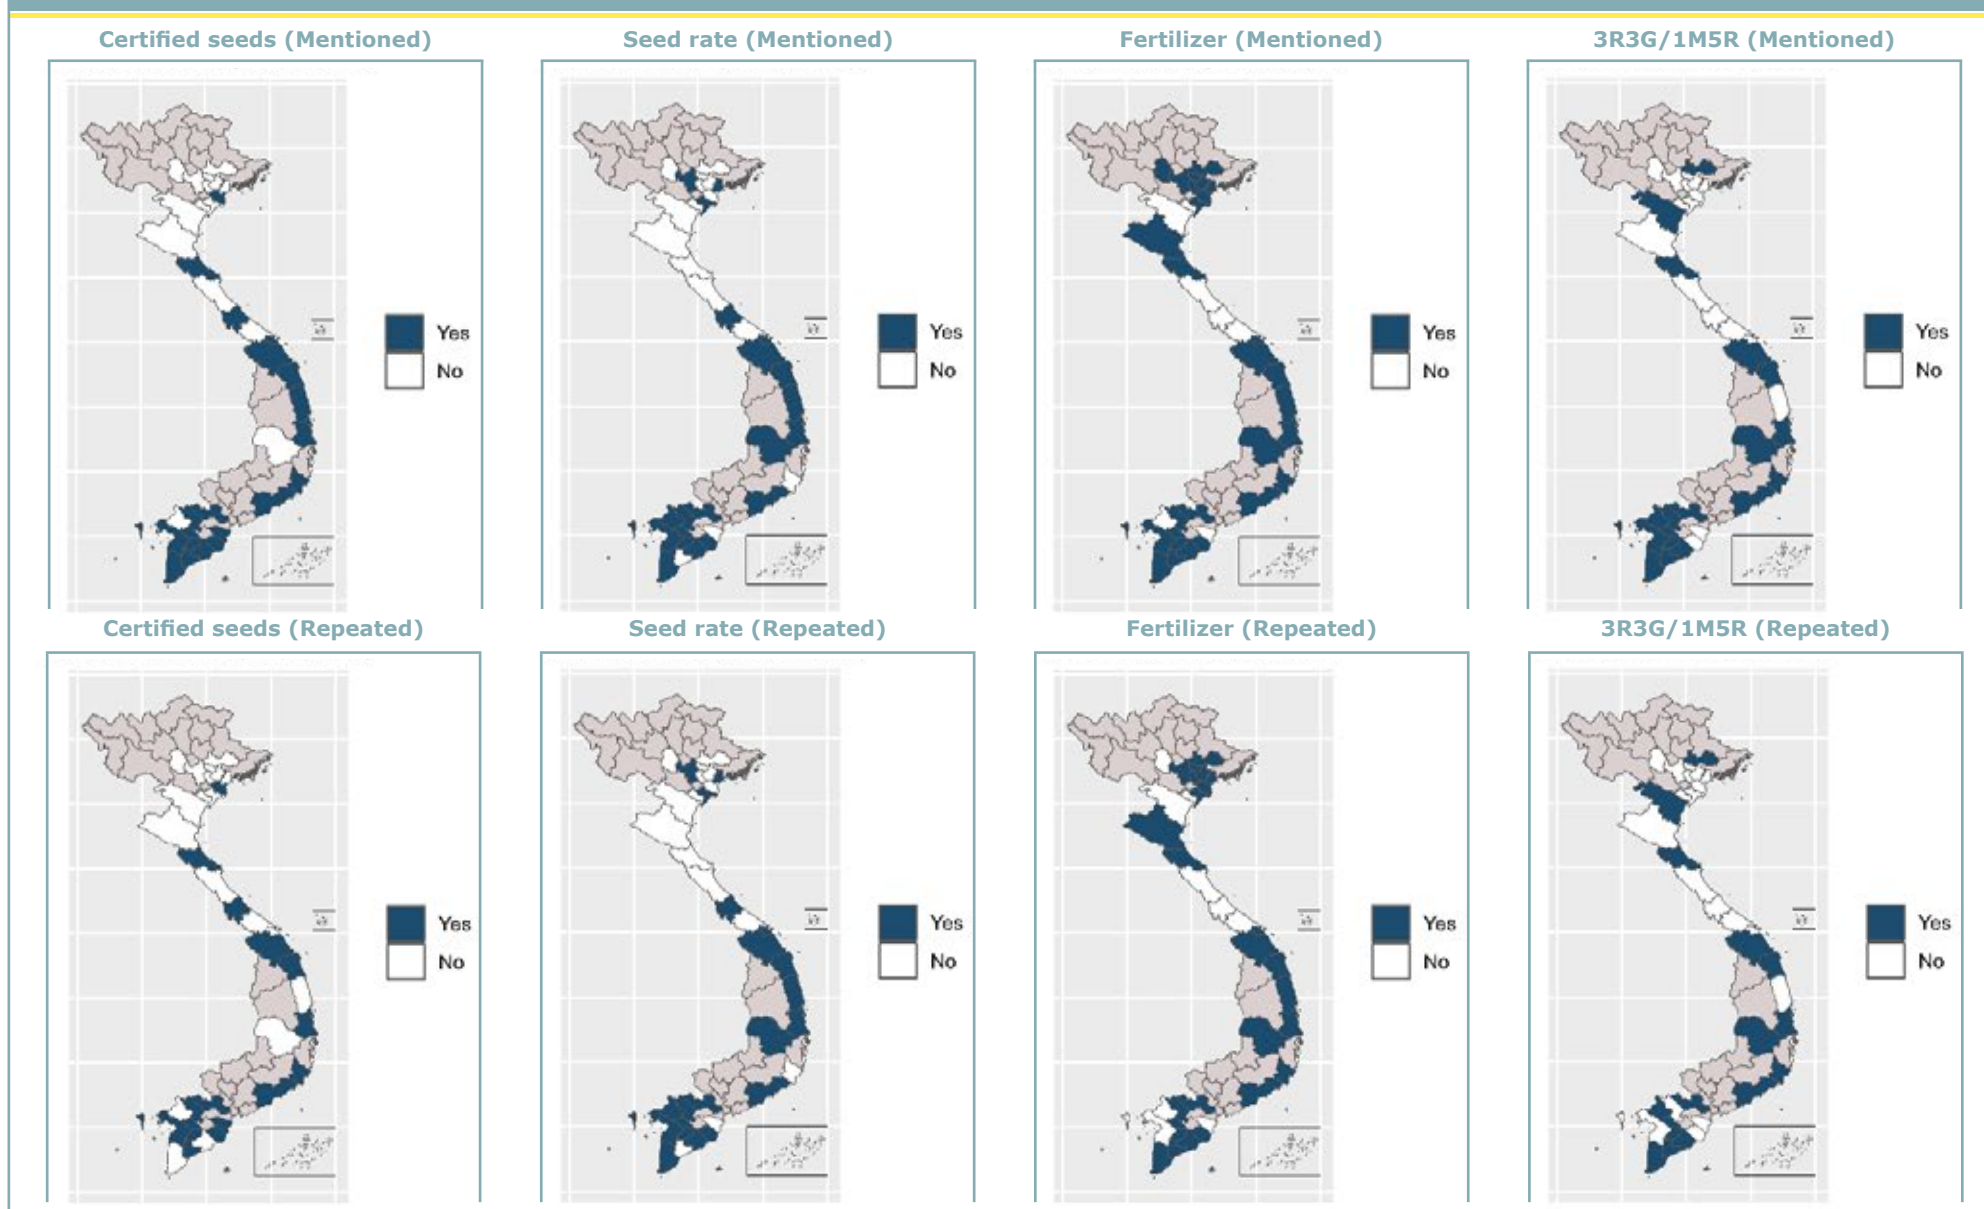 Certified seeds (Mentioned)
Seed rate (Mentioned)
Fertilizer (Mentioned)
3R3G/1M5R (Mentioned)
Yes
No
Yes
No
Yes
No
Yes
No
Certified seeds (Repeated)
Seed rate (Repeated)
Fertilizer (Repeated)
3R3G/1M5R (Repeated)
Yes
No
Yes
No
Yes
No
Yes
No